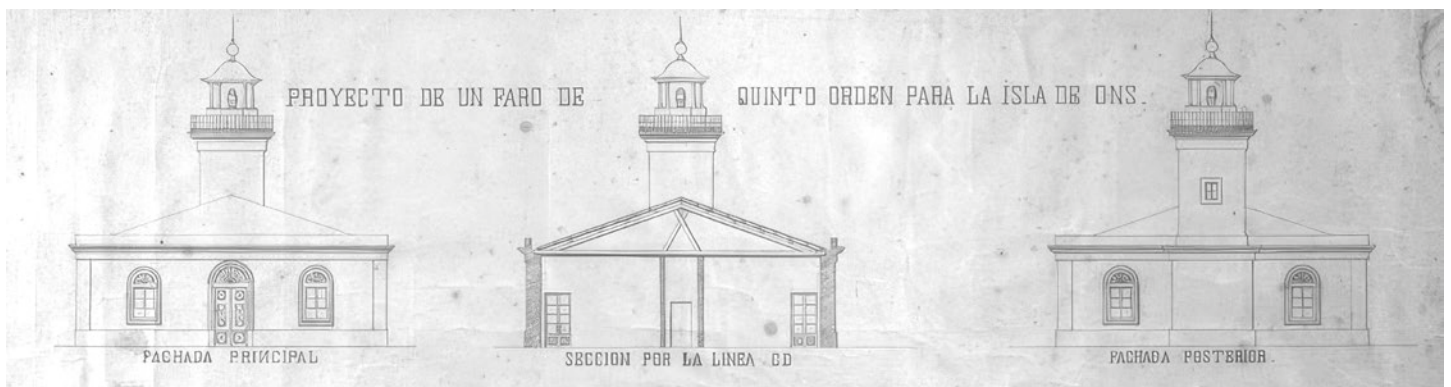 PROYECTO DE UN FARO DE QUINTO ORDEN PARA LA ISLA DE ONS.
FACHADA PRINCIPAL
SECCION POR LA LINEA CD
FACHADA POSTERIOR.